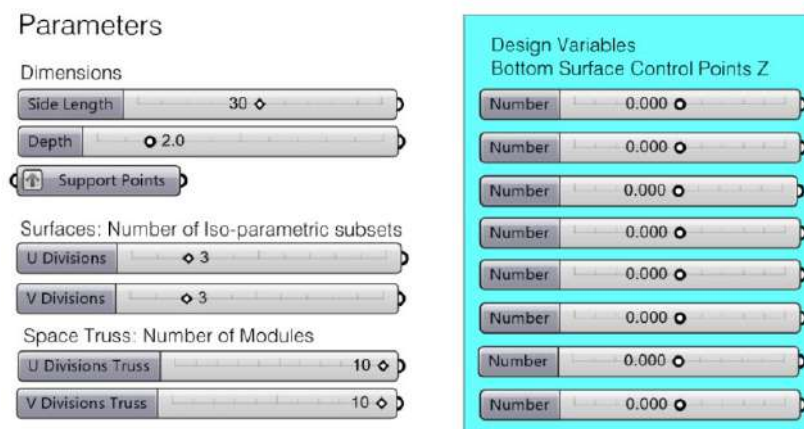 Parameters
Dimensions
Side Length 30
Depth 2.0
Support Points
Surfaces: Number of Iso-parametric subsets
U Divisions 3
V Divisions 3
Space Truss: Number of Modules
U Divisions Truss 10
V Divisions Truss 10
Design Variables
Bottom Surface Control Points Z
Number 0.000
Number 0.000
Number 0.000
Number 0.000
Number 0.000
Number 0.000
Number 0.000
Number 0.000